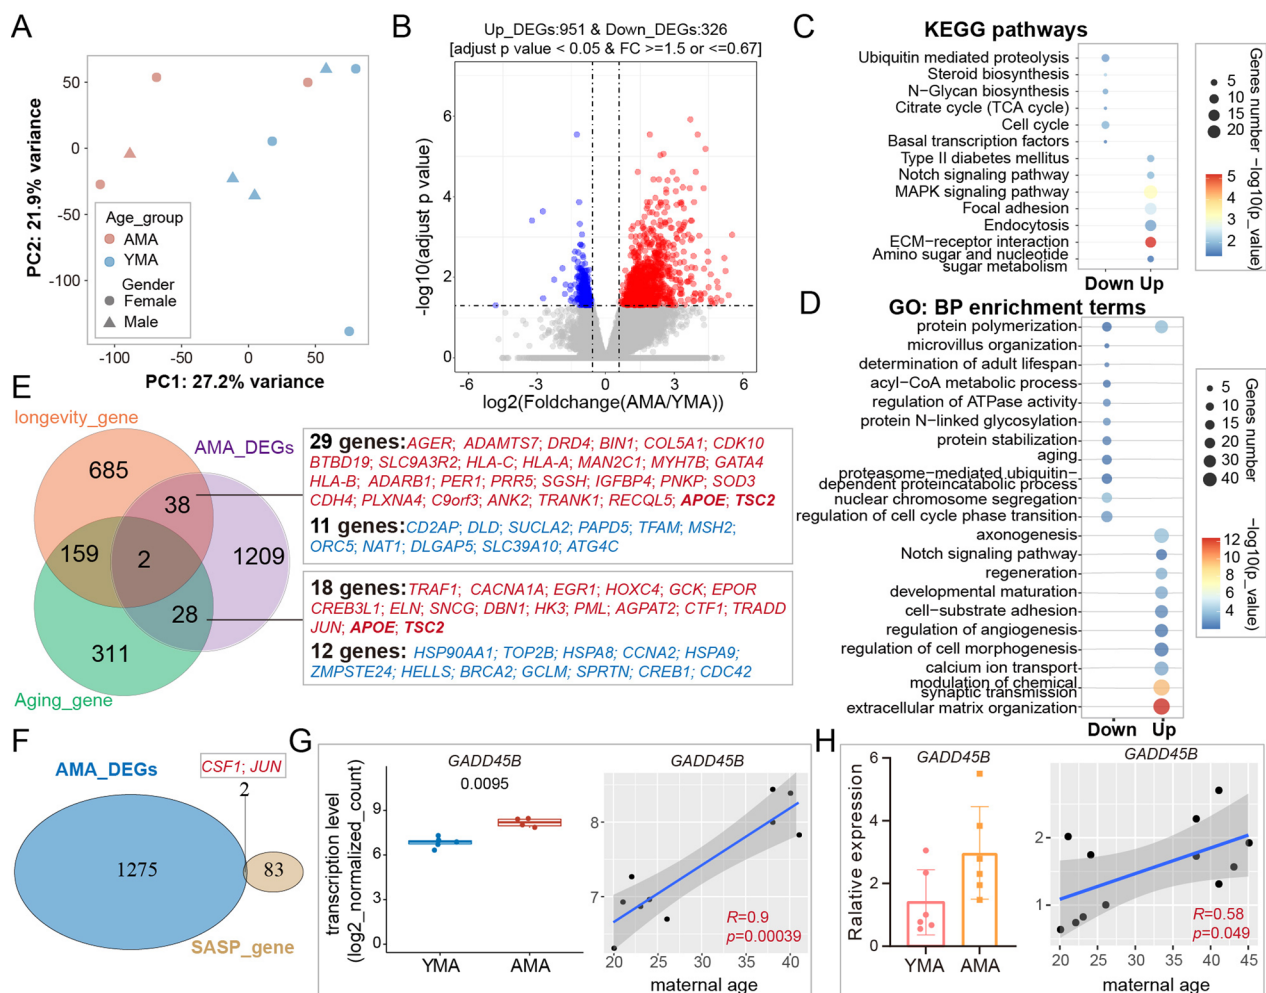 A
50
0
-50
-100
PC2: 21.9% variance
Age_group
AMA
YMA
Gender
Female
Male
-100
-50
0
50
PC1: 27.2% variance
B
Up_DEGs:951 & Down_DEGs:326
[adjust p value < 0.05 & FC >=1.5 or <=0.67]
-log10(adjust p value)
6
4
2
0
-6
-3
0
3
6
log2(Foldchange(AMA/YMA))
C
KEGG pathways
Ubiquitin mediated proteolysis
Steroid biosynthesis
N-Glycan biosynthesis
Citrate cycle (TCA cycle)
Cell cycle
Basal transcription factors
Type II diabetes mellitus
Notch signaling pathway
MAPK signaling pathway
Focal adhesion
Endocytosis
ECM-receptor interaction
Amino sugar and nucleotide
sugar metabolism
Down Up
Genes number
5
10
15
20
-log10(p_value)
5
4
3
2
D
GO: BP enrichment terms
protein polymerization
microvillus organization
determination of adult lifespan
acyl-CoA metabolic process
regulation of ATPase activity
protein N-linked glycosylation
protein stabilization
aging
proteasome-mediated ubiquitin-
dependent proteincatabolic process
nuclear chromosome segregation
regulation of cell cycle phase transition
axonogenesis
Notch signaling pathway
regeneration
developmental maturation
cell-substrate adhesion
regulation of angiogenesis
regulation of cell morphogenesis
calcium ion transport
modulation of chemical
synaptic transmission
extracellular matrix organization
Down Up
Genes number
5
10
15
20
30
40
-log10(p_value)
12
10
8
6
4
E
longevity_gene
AMA_DEGs
Aging_gene
685
38
159
2
1209
28
311
29 genes:AGER; ADAMTS7; DRD4; BIN1; COL5A1; CDK10
BTBD19; SLC9A3R2; HLA-C; HLA-A; MAN2C1; MYH7B; GATA4
HLA-B; ADARB1; PER1; PRR5; SGSH; IGFBP4; PNKP; SOD3
CDH4; PLXNA4; C9orf3; ANK2; TRANK1; RECQL5; APOE; TSC2
11 genes:CD2AP; DLD; SUCLA2; PAPD5; TFAM; MSH2;
ORC5; NAT1; DLGAP5; SLC39A10; ATG4C
18 genes:TRAF1; CACNA1A; EGR1; HOXC4; GCK; EPOR
CREB3L1; ELN; SNCG; DBN1; HK3; PML; AGPAT2; CTF1; TRADD
JUN; APOE; TSC2
12 genes: HSP90AA1; TOP2B; HSPA8; CCNA2; HSPA9;
ZMPSTE24; HELLS; BRCA2; GCLM; SPRTN; CREB1; CDC42
F
AMA_DEGs
CSF1; JUN
2
1275
83
SASP_gene
G
GADD45B
0.0095
transcription level
(log2_normalized_count)
9
6
3
0
YMA
AMA
GADD45B
8
7
R=0.9
p=0.00039
20
25
30
35
40
maternal age
H
GADD45B
Ralative expression
6
4
2
0
YMA
AMA
GADD45B
2
1
R=0.58
p=0.049
20
25
30
35
40
45
maternal age